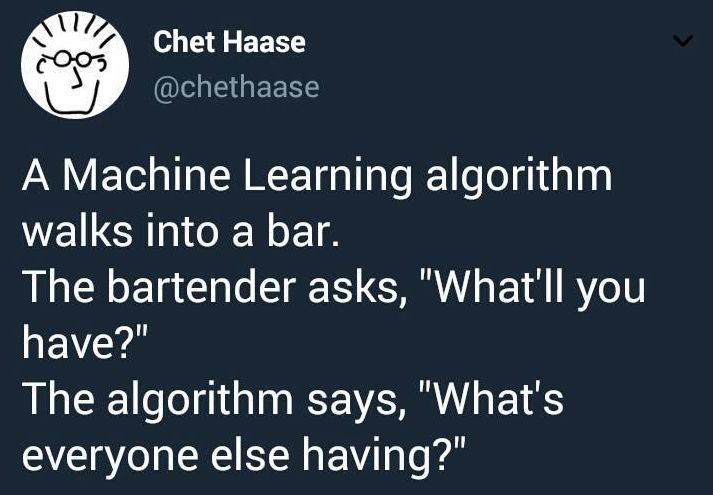 Chet Haase
@chethaase
A Machine Learning algorithm
walks into a bar.
The bartender asks, "What'll you
have?"
The algorithm says, "What's
everyone else having?"